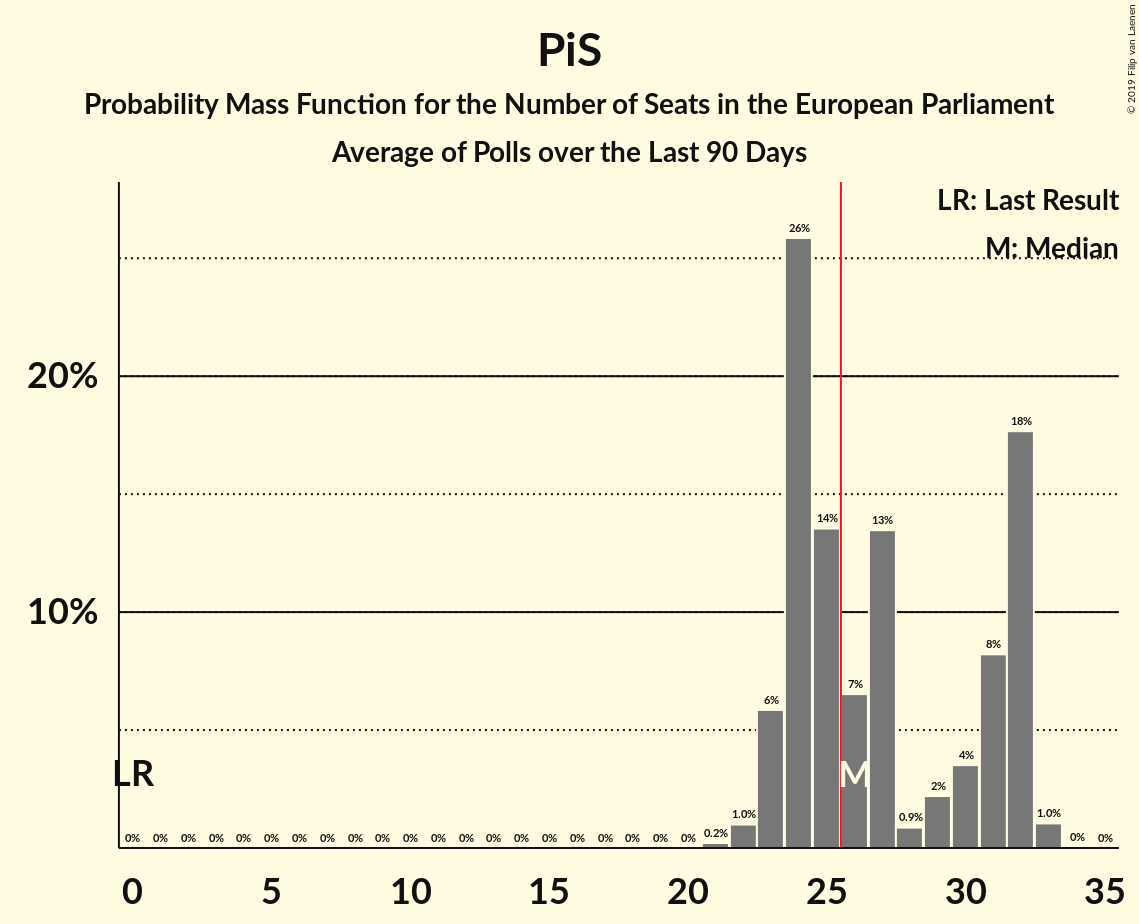 PiS
Probability Mass Function for the Number of Seats in the European Parliament
Average of Polls over the Last 90 Days
© 2019 Filip van Laenen
LR: Last Result
M: Median
26%
20%
18%
14%
13%
10%
8%
7%
6%
4%
LR
M
2%
0% 0% 0% 0% 0% 0% 0% 0% 0% 0% 0% 0% 0% 0% 0% 0% 0% 0% 0% 0% 0% 0.2% 1.0% 0.9% 1.0% 0% 0%
0 5 10 15 20 25 30 35